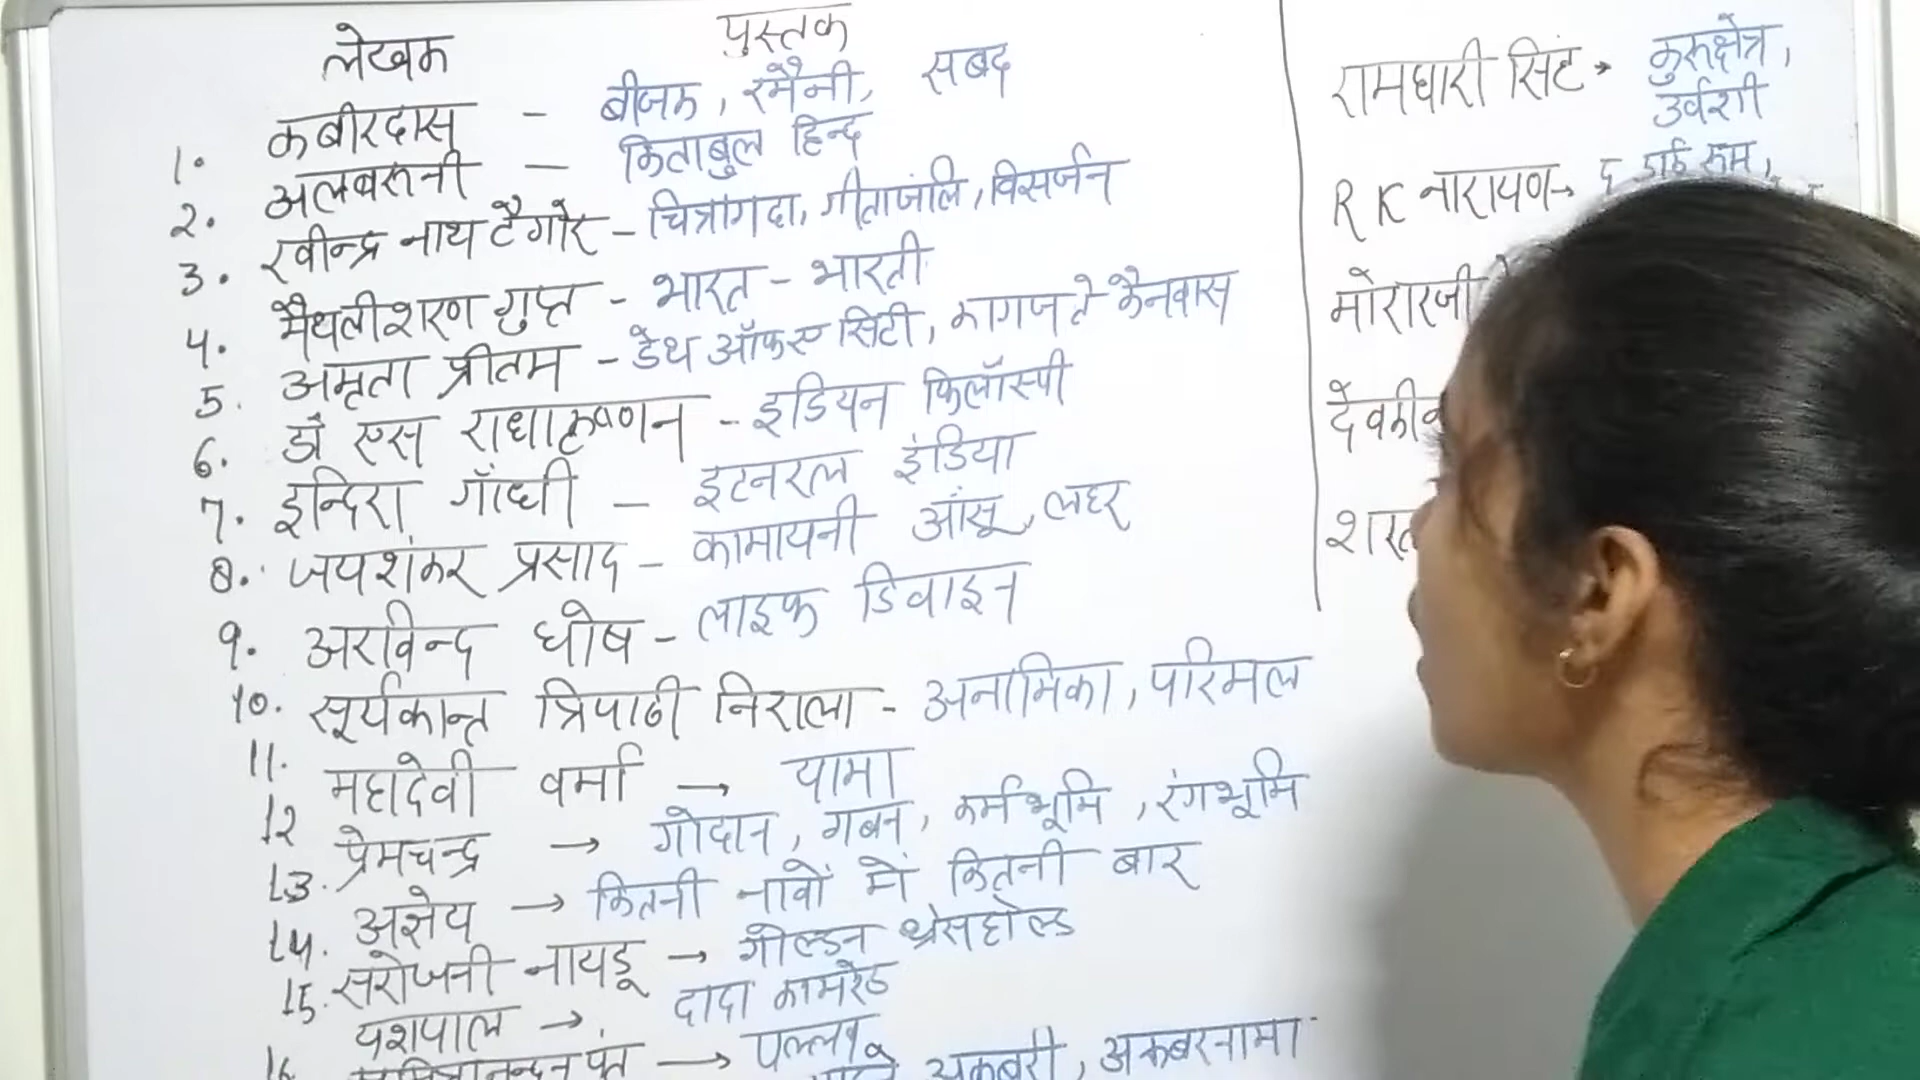 लेखक पुस्तक
1. कबीरदास - बीजक, रमैनी, सबद
2. अलबरूनी - किताबुल हिन्द
3. रवीन्द्र नाथ टैगोर - चित्रांगदा, गीतांजलि, विसर्जन
4. मैथलीशरण गुप्त - भारत - भारती
5. अमृता प्रीतम - डेथ ऑफ ए सिटी, कागज ते कैनवास
6. डॉ एस राधाकृष्णन - इंडियन फिलॉस्पी
7. इन्दिरा गाँधी - इटनरल इंडिया
8. जयशंकर प्रसाद - कामायनी आंसू, लहर
9. अरविन्द घोष - लाइफ डिवाइन
10. सूर्यकान्त त्रिपाठी निराला - अनामिका, परिमल
11. महादेवी वर्मा → यामा
12 प्रेमचन्द्र → गोदान, गबन, कर्मभूमि, रंगभूमि
13. अज्ञेय → कितनी नावों में कितनी बार
14. सरोजनी नायडू → गोल्डन थ्रेसहोल्ड
15. यशपाल → दादा कामरेड
16 पंत → पल्लव
अकबरी, अकबरनामा
रामधारी सिंह → कुरुक्षेत्र,
उर्वशी
R K नारायण → द डार्क रूम,
मोरारजी